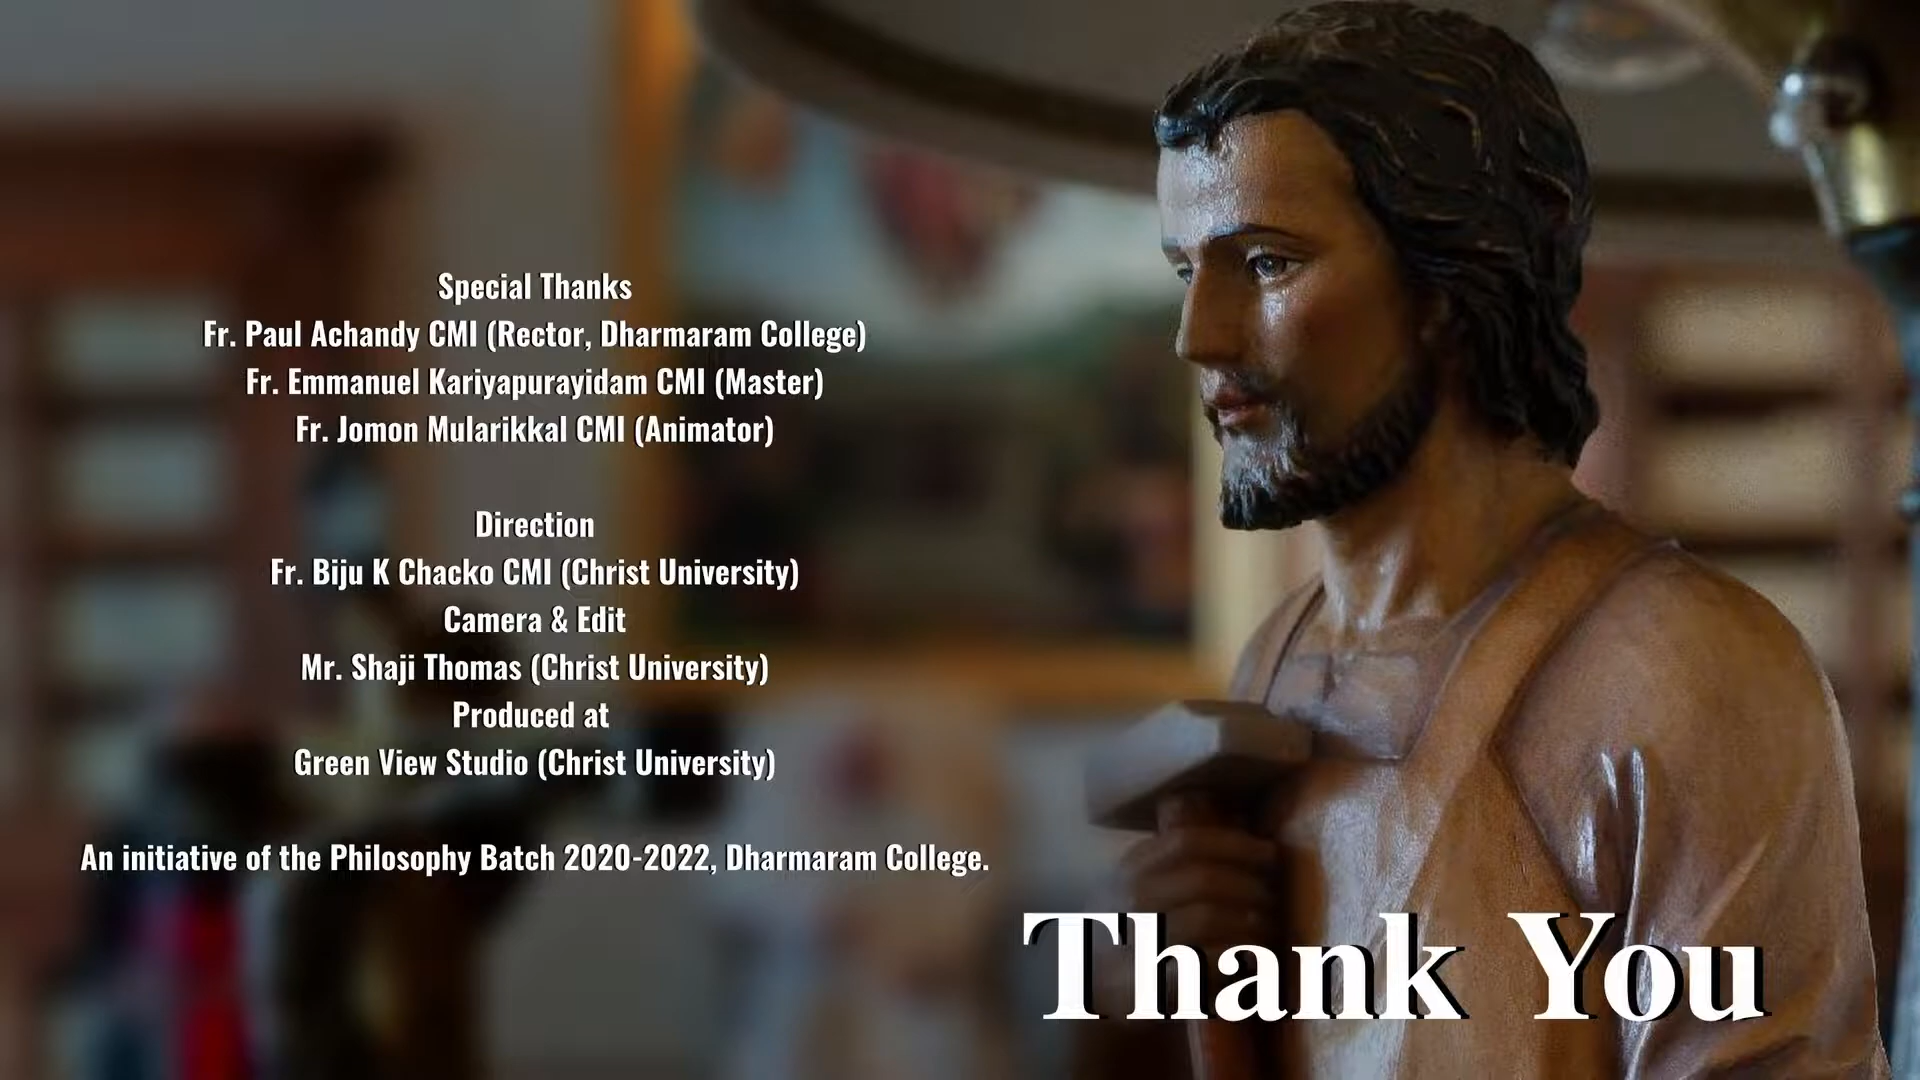 Special Thanks
Fr. Paul Achandy CMI (Rector, Dharmaram College)
Fr. Emmanuel Kariyapurayidam CMI (Master)
Fr. Jomon Mularikkal CMI (Animator)
Direction
Fr. Biju K Chacko CMI (Christ University)
Camera & Edit
Mr. Shaji Thomas (Christ University)
Produced at
Green View Studio (Christ University)
An initiative of the Philosophy Batch 2020-2022, Dharmaram College.
Thank You